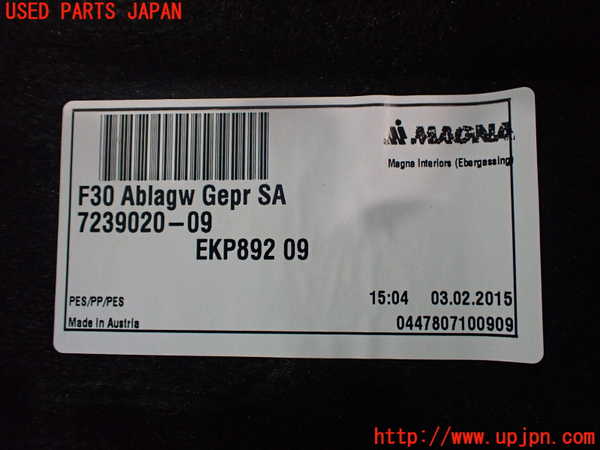 USED PARTS JAPAN
MAGNA
Magna Interiors (Ebergassing)
F30 Ablagw Gepr SA
7239020-09
EKP892 09
PES/PP/PES
15:04 03.02.2015
Made in Austria
0447807100909
http://www.upjpn.com/